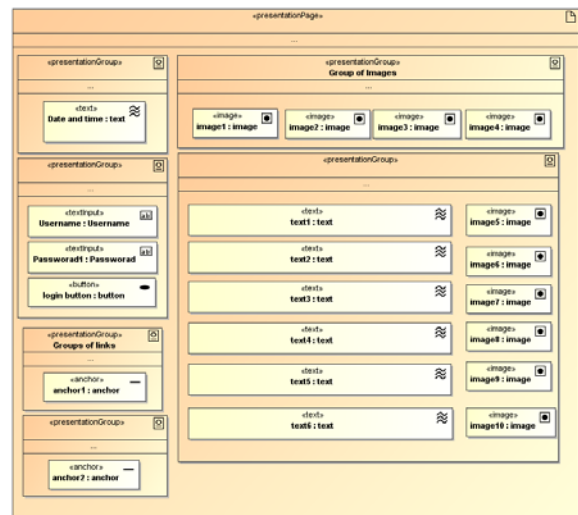 «presentationPage»
...
«presentationGroup»
...
«text»
Date and time : text
«presentationGroup»
Group of Images
...
«image»
image1 : image
«image»
image2 : image
«image»
image3 : image
«image»
image4 : image
«presentationGroup»
...
«textInput»
Username : Username
«textInput»
Passworad1 : Passworad
«button»
login button : button
«presentationGroup»
Groups of links
...
«anchor»
anchor1 : anchor
«presentationGroup»
...
«anchor»
anchor2 : anchor
«presentationGroup»
...
«text»
text1 : text
«image»
image5 : image
«text»
text2 : text
«image»
image6 : image
«text»
text3 : text
«image»
image7 : image
«text»
text4 : text
«image»
image8 : image
«text»
text5 : text
«image»
image9 : image
«text»
text6 : text
«image»
image10 : image